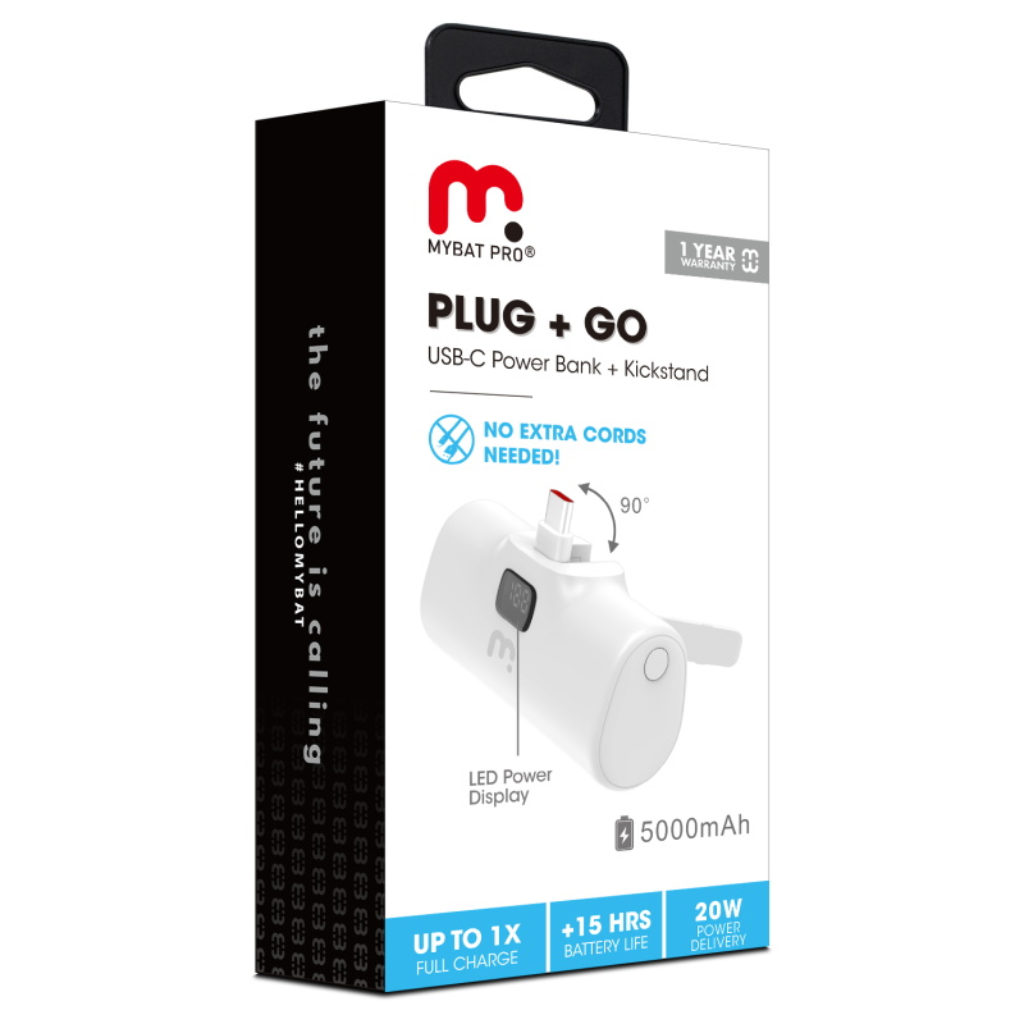 MYBAT PRO®
1 YEAR
WARRANTY
PLUG + GO
USB-C Power Bank + Kickstand
NO EXTRA CORDS
NEEDED!
90°
188
m.
LED Power
Display
5000mAh
UP TO 1X
FULL CHARGE
+15 HRS
BATTERY LIFE
20W
POWER
DELIVERY
the future is calling
#HELLOMYBAT